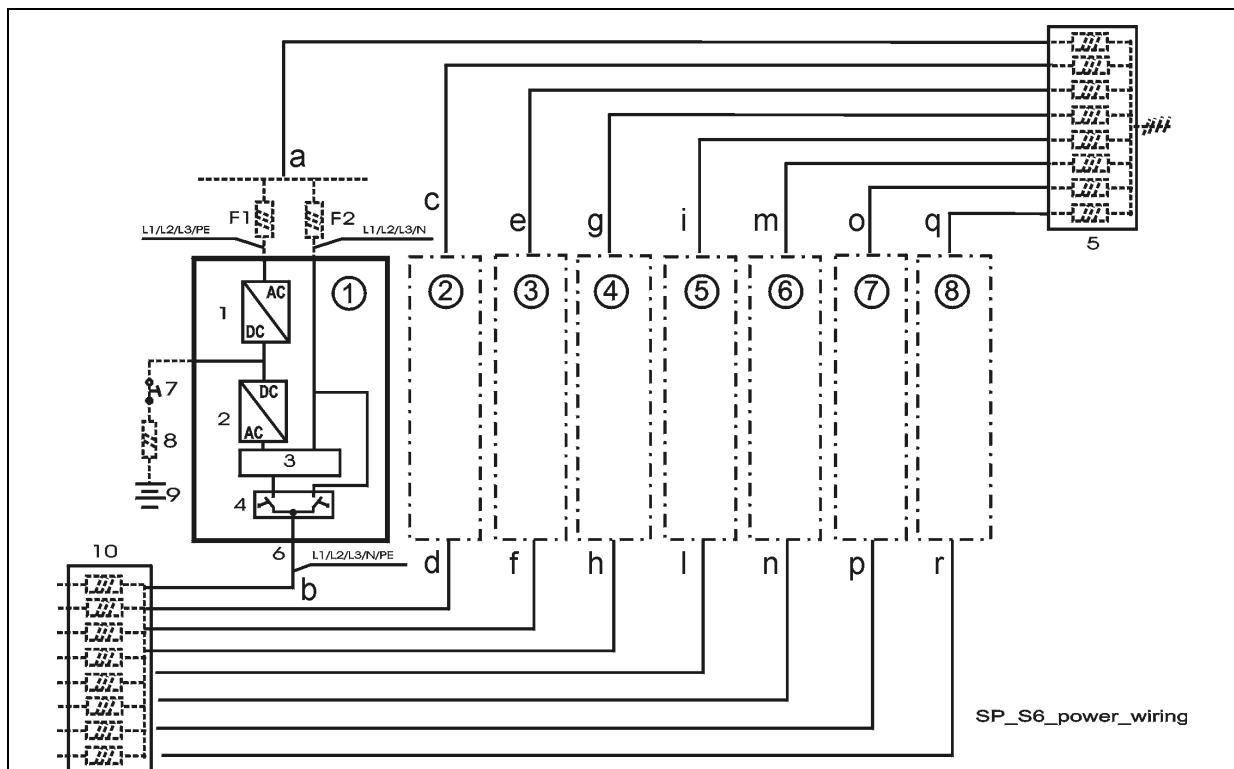 a
c
e
g
i
m
o
q
5
F1
F2
L1/L2/L3/PE
L1/L2/L3/N
①
②
③
④
⑤
⑥
⑦
⑧
1
AC
DC
7
2
DC
AC
8
3
9
4
6
L1/L2/L3/N/PE
10
b
d
f
h
l
n
p
r
SP_S6_power_wiring